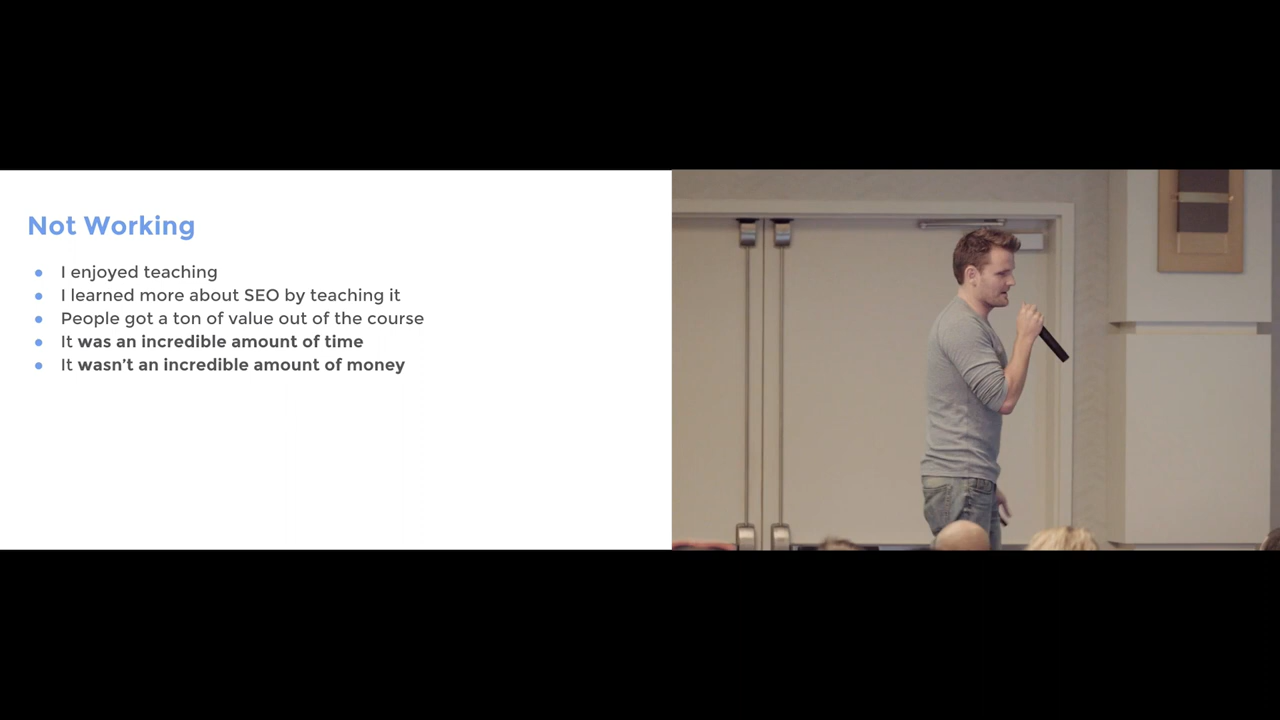 Not Working
I enjoyed teaching
I learned more about SEO by teaching it
People got a ton of value out of the course
It was an incredible amount of time
It wasn't an incredible amount of money